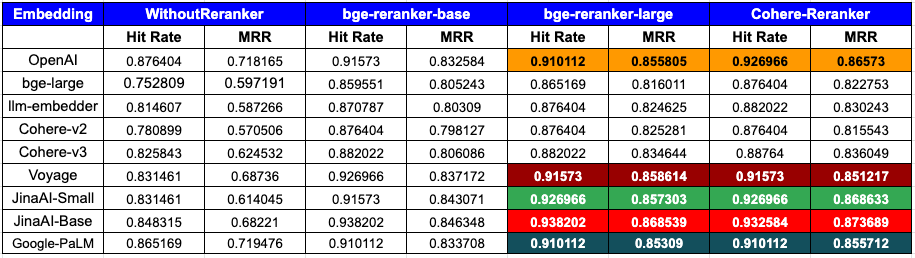 Embedding WithoutReranker bge-reranker-base bge-reranker-large Cohere-Reranker
Hit Rate MRR Hit Rate MRR Hit Rate MRR Hit Rate MRR
OpenAI 0.876404 0.718165 0.91573 0.832584 0.910112 0.855805 0.926966 0.86573
bge-large 0.752809 0.597191 0.859551 0.805243 0.865169 0.816011 0.876404 0.822753
llm-embedder 0.814607 0.587266 0.870787 0.80309 0.876404 0.824625 0.882022 0.830243
Cohere-v2 0.780899 0.570506 0.876404 0.798127 0.876404 0.825281 0.876404 0.815543
Cohere-v3 0.825843 0.624532 0.882022 0.806086 0.882022 0.834644 0.88764 0.836049
Voyage 0.831461 0.68736 0.926966 0.837172 0.91573 0.858614 0.91573 0.851217
JinaAI-Small 0.831461 0.614045 0.91573 0.843071 0.926966 0.857303 0.926966 0.868633
JinaAI-Base 0.848315 0.68221 0.938202 0.846348 0.938202 0.868539 0.932584 0.873689
Google-PaLM 0.865169 0.719476 0.910112 0.833708 0.910112 0.85309 0.910112 0.855712